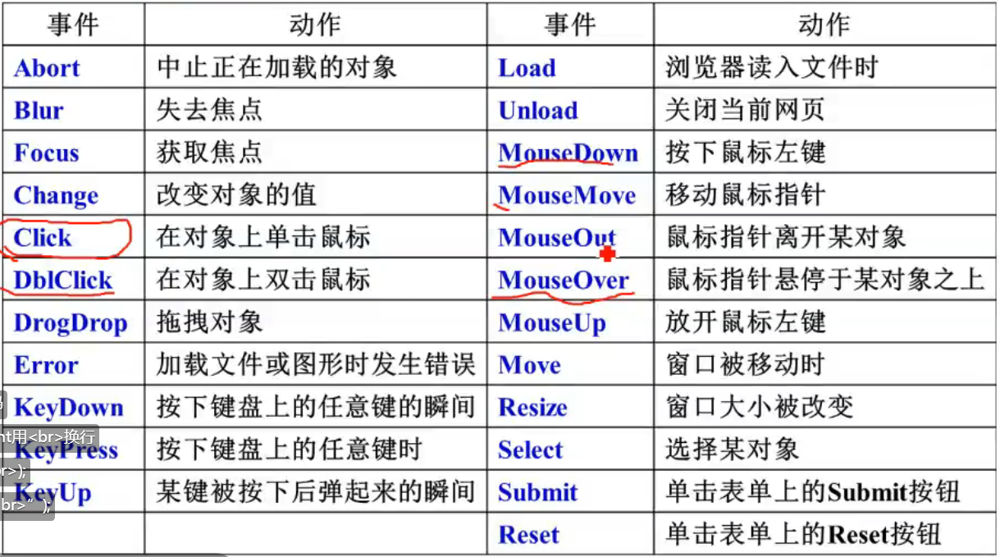 事件 动作 事件 动作
Abort 中止正在加载的对象 Load 浏览器读入文件时
Blur 失去焦点 Unload 关闭当前网页
Focus 获取焦点 MouseDown 按下鼠标左键
Change 改变对象的值 MouseMove 移动鼠标指针
Click 在对象上单击鼠标 MouseOut 鼠标指针离开某对象
DblClick 在对象上双击鼠标 MouseOver 鼠标指针悬停于某对象之上
DrogDrop 拖拽对象 MouseUp 放开鼠标左键
Error 加载文件或图形时发生错误 Move 窗口被移动时
KeyDown 按下键盘上的任意键的瞬间 Resize 窗口大小被改变
nt用<br>换行
KeyPress 按下键盘上的任意键时 Select 选择某对象
r>);
KeyUp 某键被按下后弹起来的瞬间 Submit 单击表单上的Submit按钮
br>“ );
Reset 单击表单上的Reset按钮